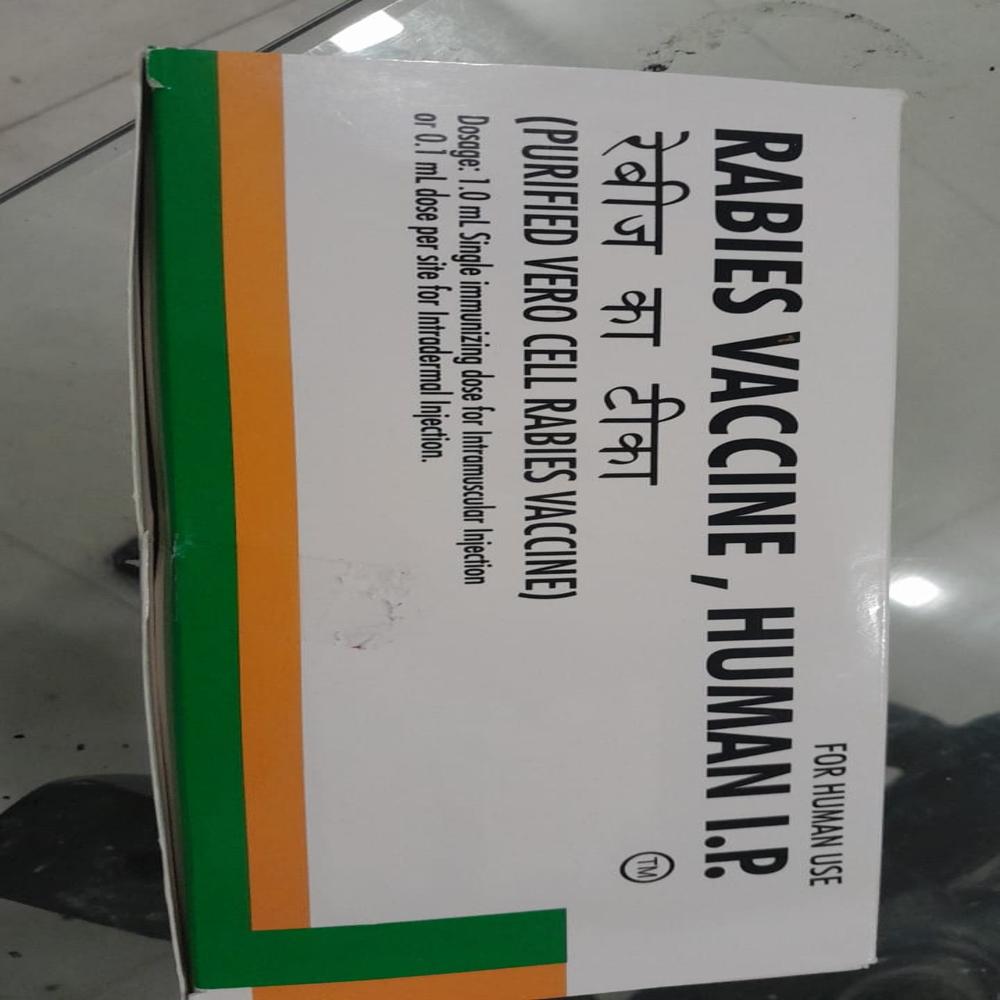 FOR HUMAN USE
RABIES VACCINE, HUMAN I.P.
रेबीज का टीका
TM
(PURIFIED VERO CELL RABIES VACCINE)
Dosage: 1.0 mL Single immunizing dose for Intramuscular Injection
or 0.1 mL dose per site for Intradermal Injection.